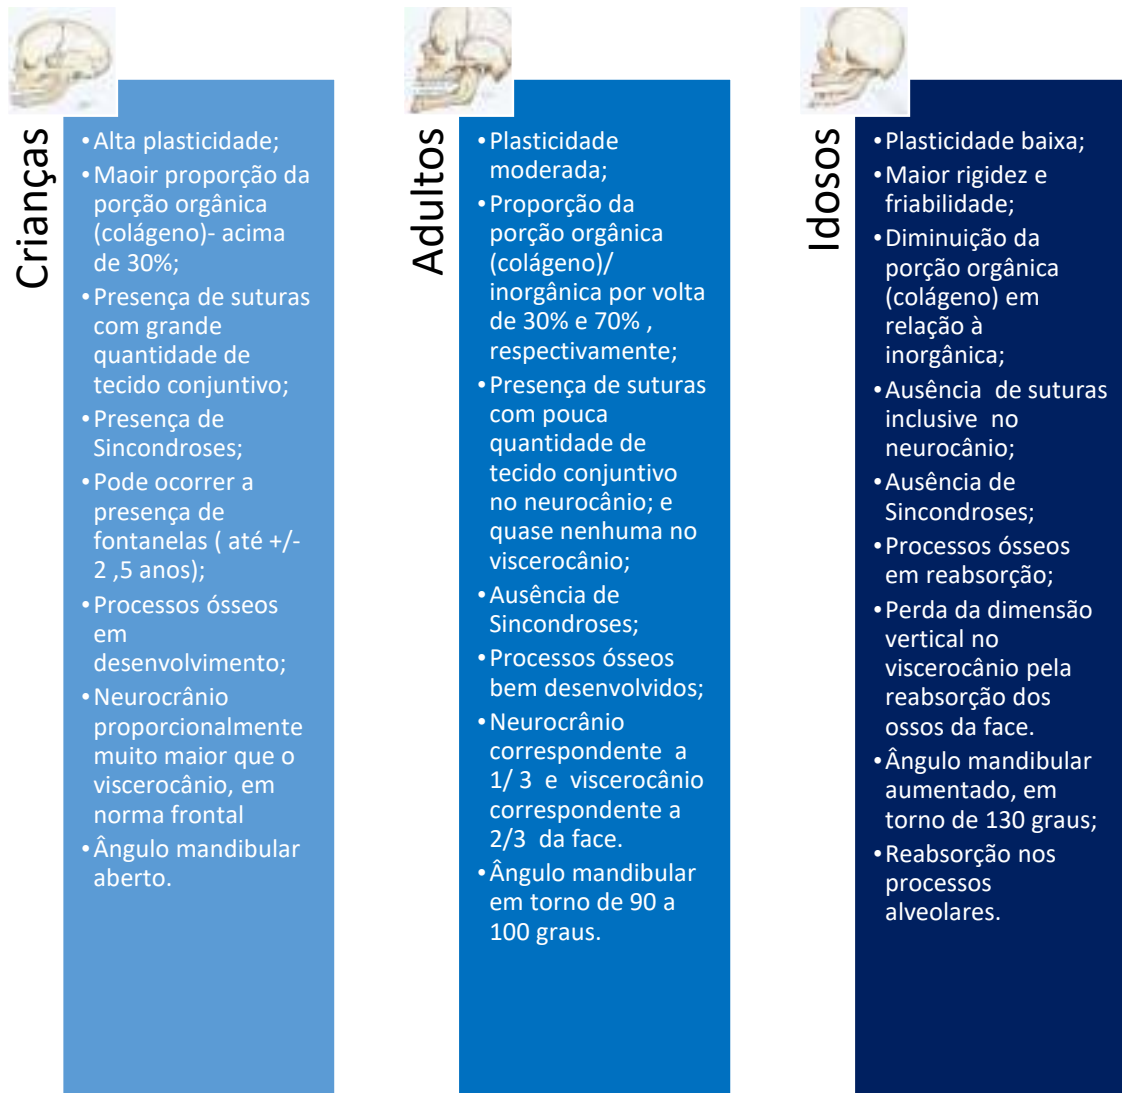 Crianças
•Alta plasticidade;
•Maoir proporção da
porção orgânica
(colágeno)- acima
de 30%;
•Presença de suturas
com grande
quantidade de
tecido conjuntivo;
•Presença de
Sincondroses;
•Pode ocorrer a
presença de
fontanelas ( até +/-
2 ,5 anos);
•Processos ósseos
em
desenvolvimento;
•Neurocrânio
proporcionalmente
muito maior que o
viscerocânio, em
norma frontal
•Ângulo mandibular
aberto.
Adultos
•Plasticidade
moderada;
•Proporção da
porção orgânica
(colágeno)/
inorgânica por volta
de 30% e 70% ,
respectivamente;
•Presença de suturas
com pouca
quantidade de
tecido conjuntivo
no neurocânio; e
quase nenhuma no
viscerocânio;
•Ausência de
Sincondroses;
•Processos ósseos
bem desenvolvidos;
•Neurocrânio
correspondente  a
1/ 3  e  viscerocânio
correspondente a
2/3  da face.
•Ângulo mandibular
em torno de 90 a
100 graus.
Idosos
•Plasticidade baixa;
•Maior rigidez e
friabilidade;
•Diminuição da
porção orgânica
(colágeno) em
relação à
inorgânica;
•Ausência  de suturas
inclusive  no
neurocânio;
•Ausência de
Sincondroses;
•Processos ósseos
em reabsorção;
•Perda da dimensão
vertical no
viscerocânio pela
reabsorção dos
ossos da face.
•Ângulo mandibular
aumentado, em
torno de 130 graus;
•Reabsorção nos
processos
alveolares.